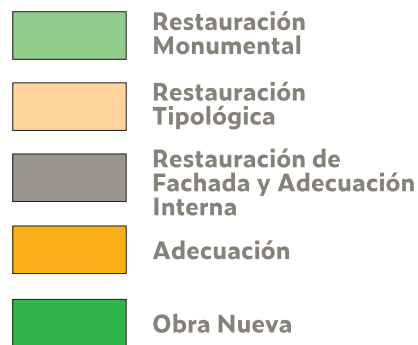 Restauración
Monumental
Restauración
Tipológica
Restauración de
Fachada y Adecuación
Interna
Adecuación
Obra Nueva